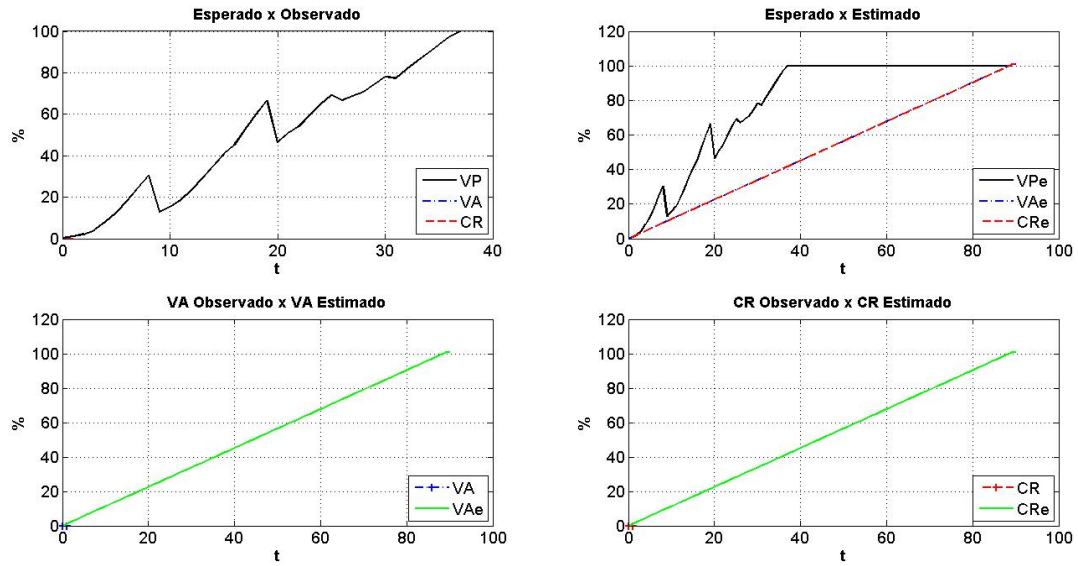 Esperado x Observado
100
80
60
40
20
0
%
0 10 20 30 40
t
VP
VA
CR
Esperado x Estimado
120
100
80
60
40
20
0
%
0 20 40 60 80 100
t
VPe
VAe
CRe
VA Observado x VA Estimado
120
100
80
60
40
20
0
%
0 20 40 60 80 100
t
VA
VAe
CR Observado x CR Estimado
120
100
80
60
40
20
0
%
0 20 40 60 80 100
t
CR
CRe